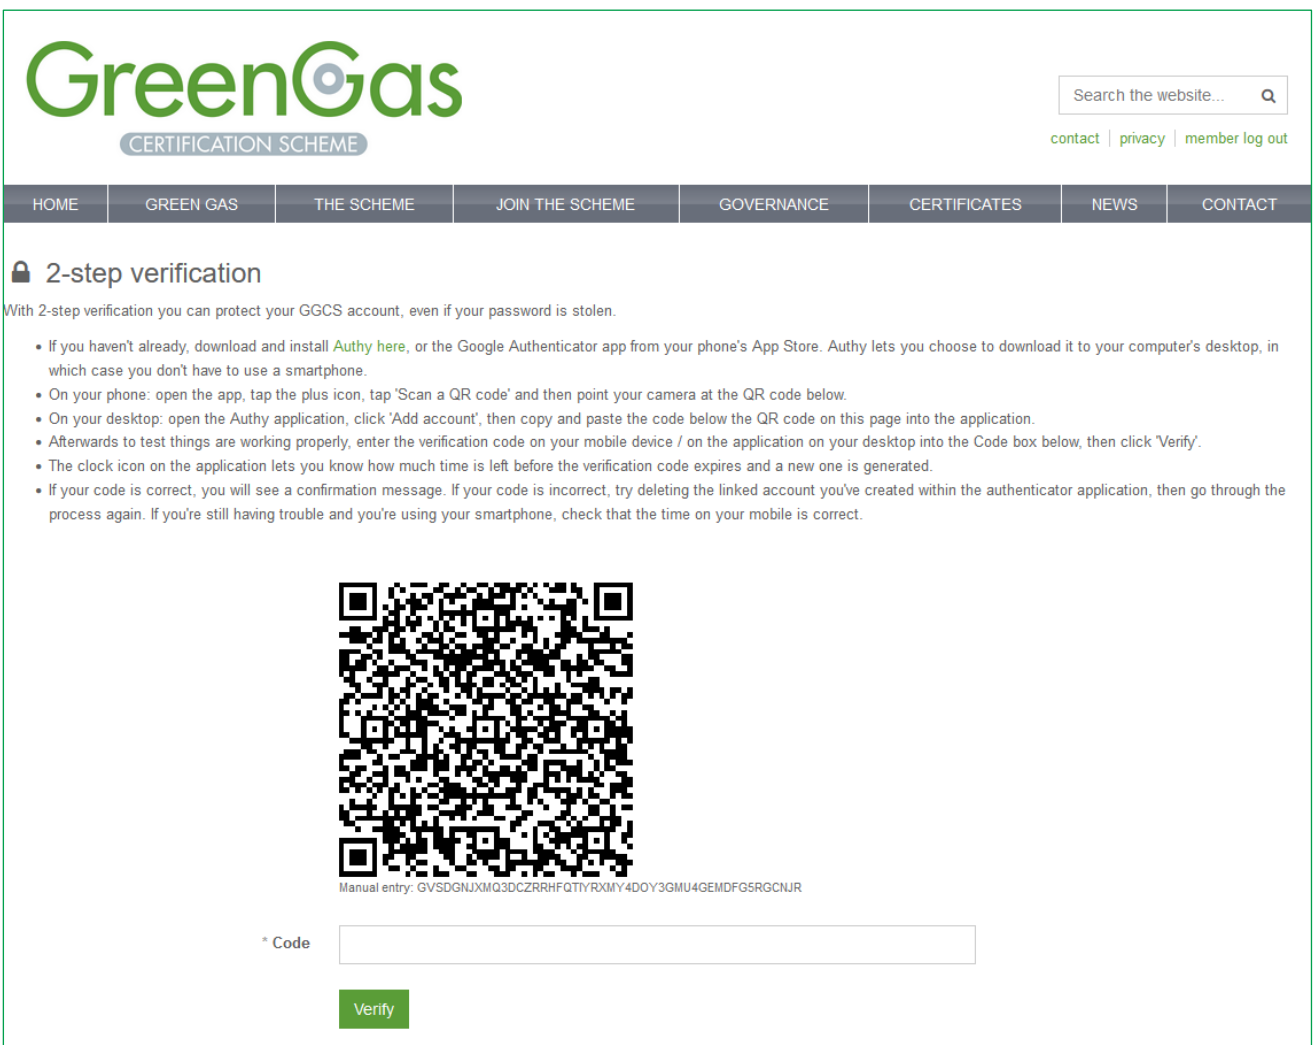 GreenGas
CERTIFICATION SCHEME
Search the website...
contact | privacy | member log out
HOME GREEN GAS THE SCHEME JOIN THE SCHEME GOVERNANCE CERTIFICATES NEWS CONTACT
2-step verification
With 2-step verification you can protect your GGCS account, even if your password is stolen.
• If you haven't already, download and install Authy here, or the Google Authenticator app from your phone's App Store. Authy lets you choose to download it to your computer's desktop, in
which case you don't have to use a smartphone.
• On your phone: open the app, tap the plus icon, tap 'Scan a QR code' and then point your camera at the QR code below.
• On your desktop: open the Authy application, click 'Add account', then copy and paste the code below the QR code on this page into the application.
• Afterwards to test things are working properly, enter the verification code on your mobile device / on the application on your desktop into the Code box below, then click 'Verify'.
• The clock icon on the application lets you know how much time is left before the verification code expires and a new one is generated.
• If your code is correct, you will see a confirmation message. If your code is incorrect, try deleting the linked account you've created within the authenticator application, then go through the
process again. If you're still having trouble and you're using your smartphone, check that the time on your mobile is correct.
Manual entry: GVSDGNJXMQ3DCZRRHFQTIYRXMY4DOY3GMU4GEMDFG5RGCNJR
* Code
Verify